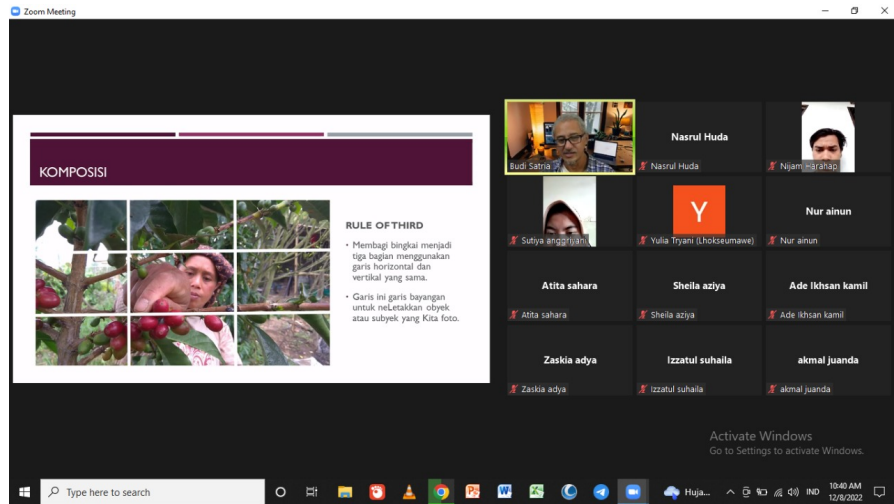 Zoom Meeting
KOMPOSISI
RULE OF THIRD
• Membagi bingkai menjadi
tiga bagian menggunakan
garis horizontal dan
vertikal yang sama.
• Garis ini garis bayangan
untuk neLetakkan obyek
atau subyek yang Kita foto.
Budi Satria
Nasrul Huda
Nasrul Huda
Nijam Harahap
Sutiya anggriyani
Y
Yulia Tryani (Lhokseumawe)
Nur ainun
Nur ainun
Atita sahara
Atita sahara
Sheila aziya
Sheila aziya
Ade Ikhsan kamil
Ade Ikhsan kamil
Zaskia adya
Zaskia adya
Izzatul suhaila
Izzatul suhaila
akmal juanda
akmal juanda
Activate Windows
Go to Settings to activate Windows.
Type here to search
Huja...
IND
10:40 AM
12/8/2022